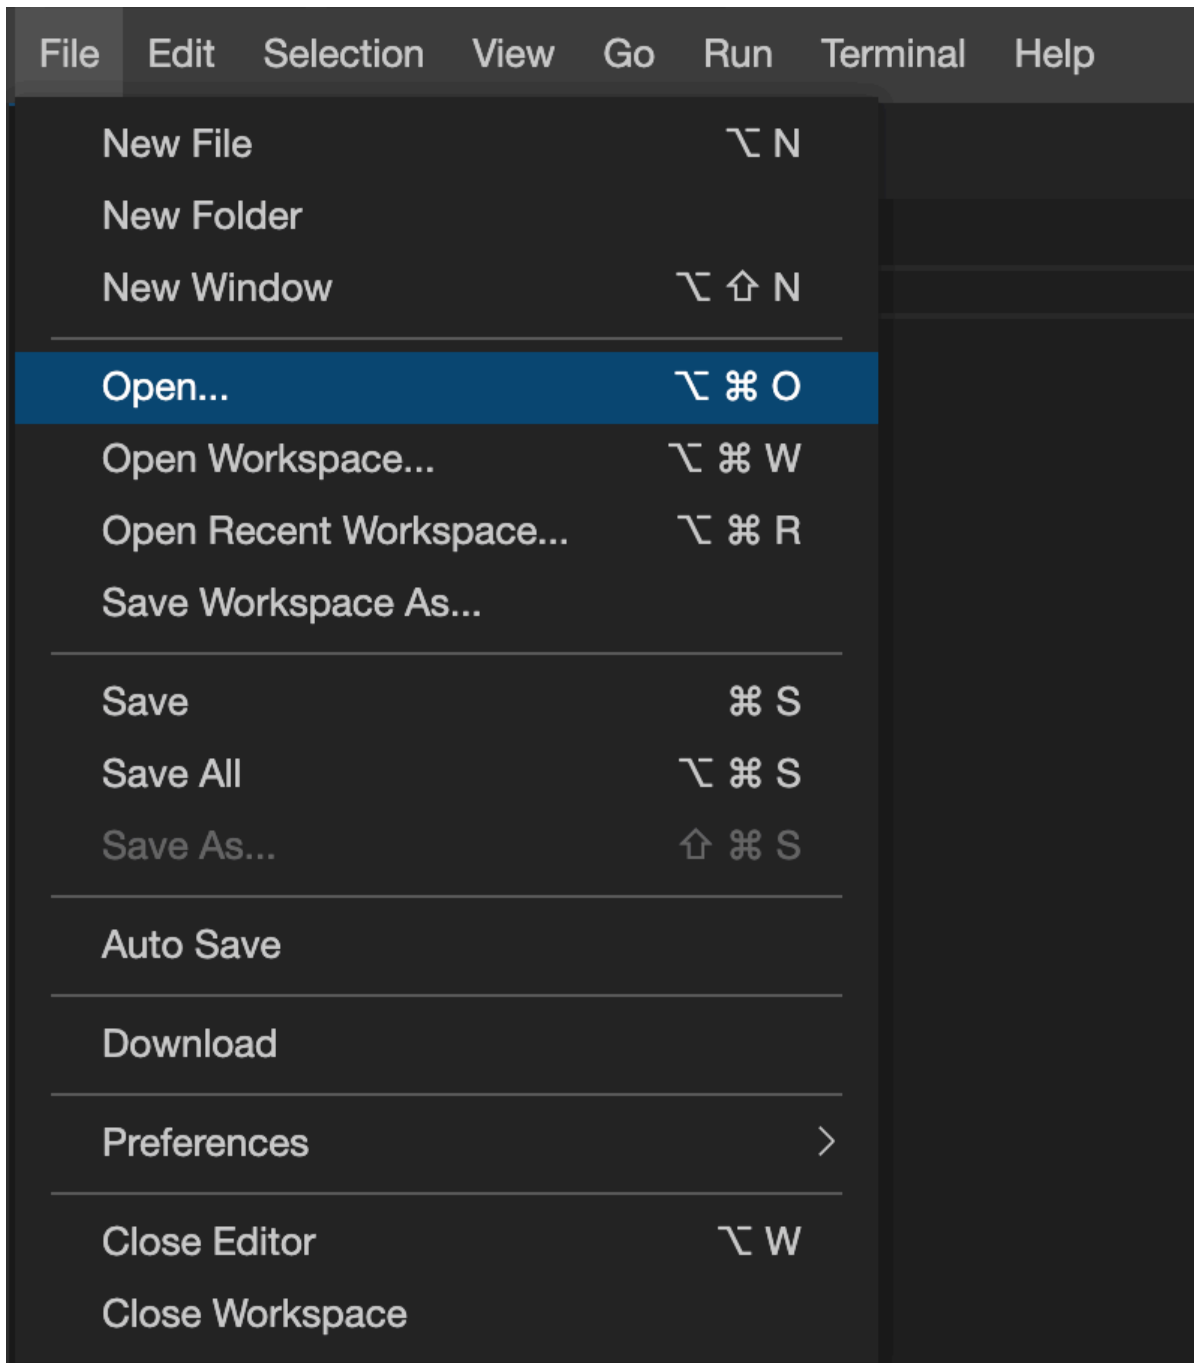 File Edit Selection View Go Run Terminal Help
New File ⌥ N
New Folder
New Window ⌥ ⇧ N
Open... ⌥ ⌘ O
Open Workspace... ⌥ ⌘ W
Open Recent Workspace... ⌥ ⌘ R
Save Workspace As...
Save ⌘ S
Save All ⌥ ⌘ S
Save As... ⇧ ⌘ S
Auto Save
Download
Preferences >
Close Editor ⌥ W
Close Workspace